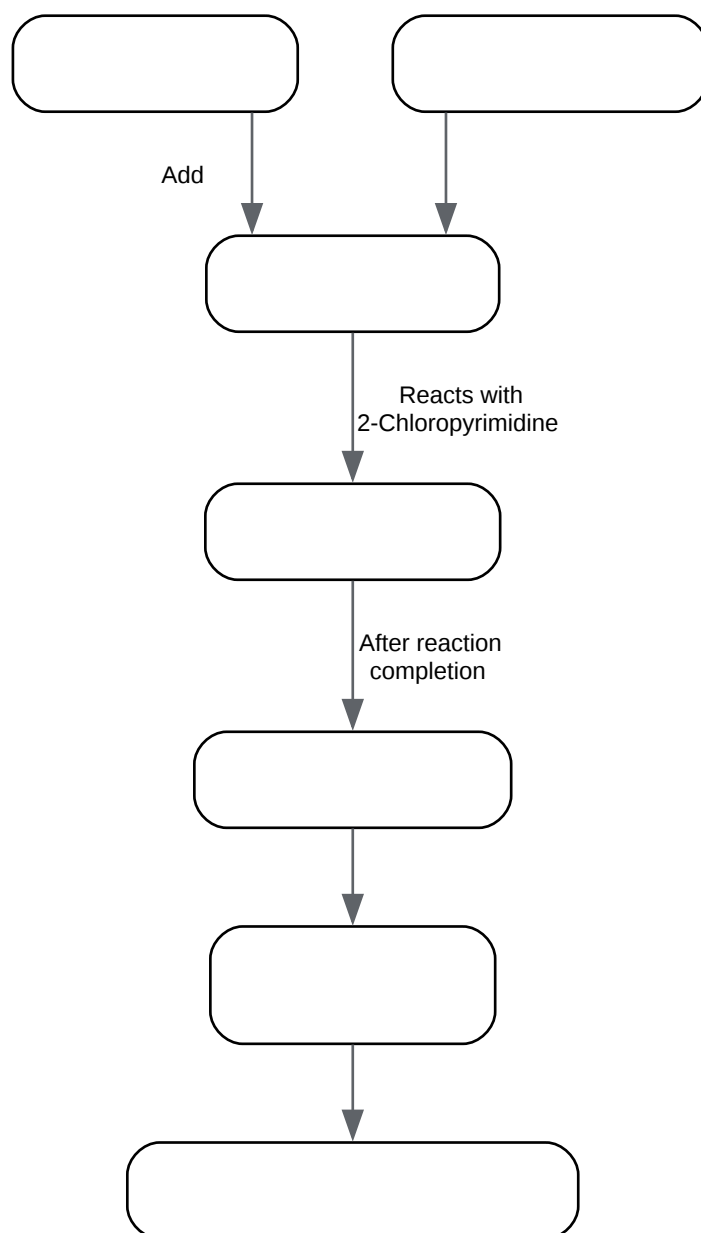 Add
Reacts with
2-Chloropyrimidine
After reaction
completion